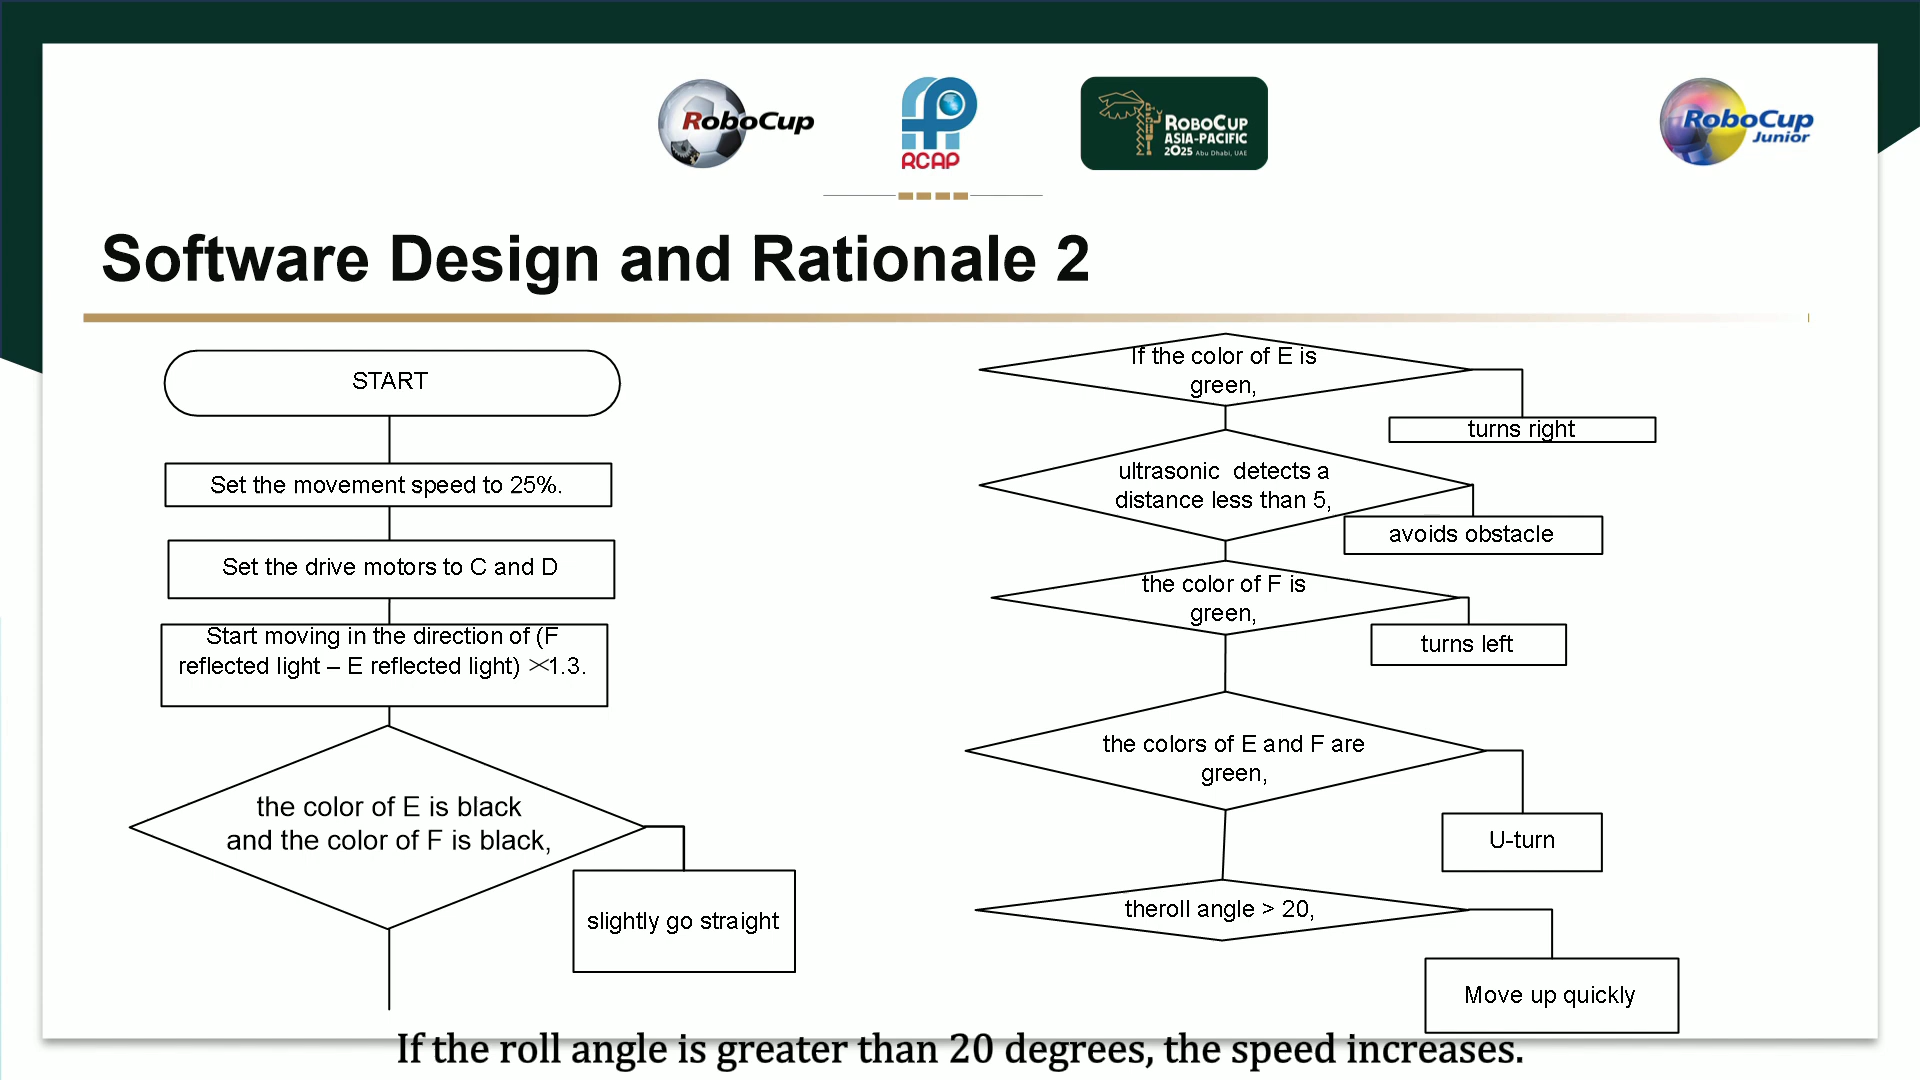 RoboCup
RCAP
ROBOCUP
ASIA-PACIFIC
2025 Abu Dhabi, UAE
RoboCup
Junior
Software Design and Rationale 2
START
Set the movement speed to 25%.
Set the drive motors to C and D
Start moving in the direction of (F
reflected light – E reflected light) ×1.3.
the color of E is black
and the color of F is black,
slightly go straight
If the color of E is
green,
turns right
ultrasonic  detects a
distance less than 5,
avoids obstacle
the color of F is
green,
turns left
the colors of E and F are
green,
U-turn
theroll angle > 20,
Move up quickly
If the roll angle is greater than 20 degrees, the speed increases.